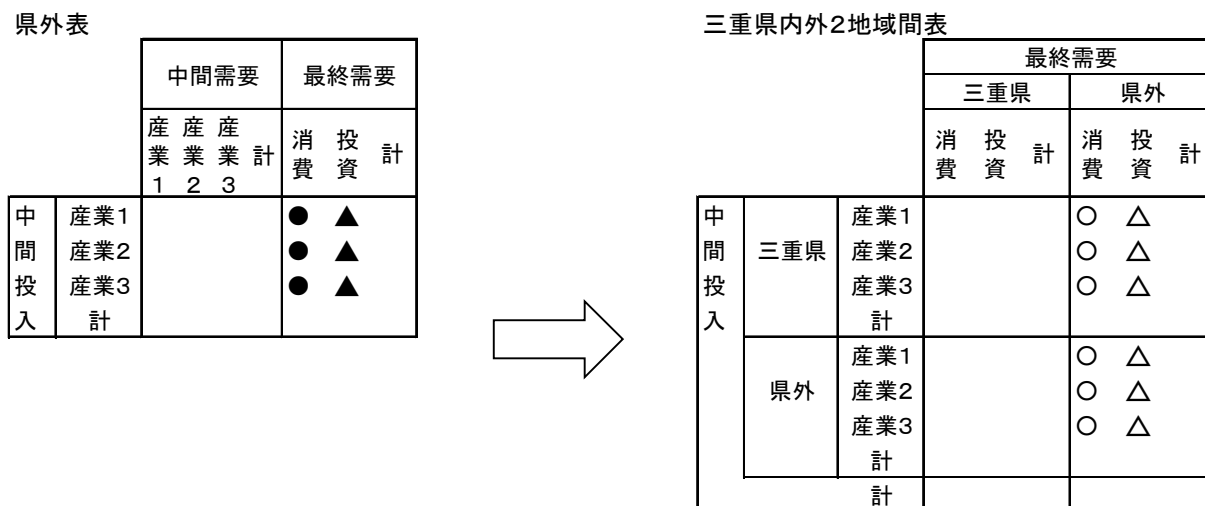 県外表
中間需要 最終需要
産業1 産業2 産業3 計 消費 投資 計
中間投入
産業1 ● ▲
産業2 ● ▲
産業3 ● ▲
計
三重県内外2地域間表
最終需要
三重県 県外
消費 投資 計 消費 投資 計
中間投入
三重県
産業1 ○ △
産業2 ○ △
産業3 ○ △
計
県外
産業1 ○ △
産業2 ○ △
産業3 ○ △
計
計